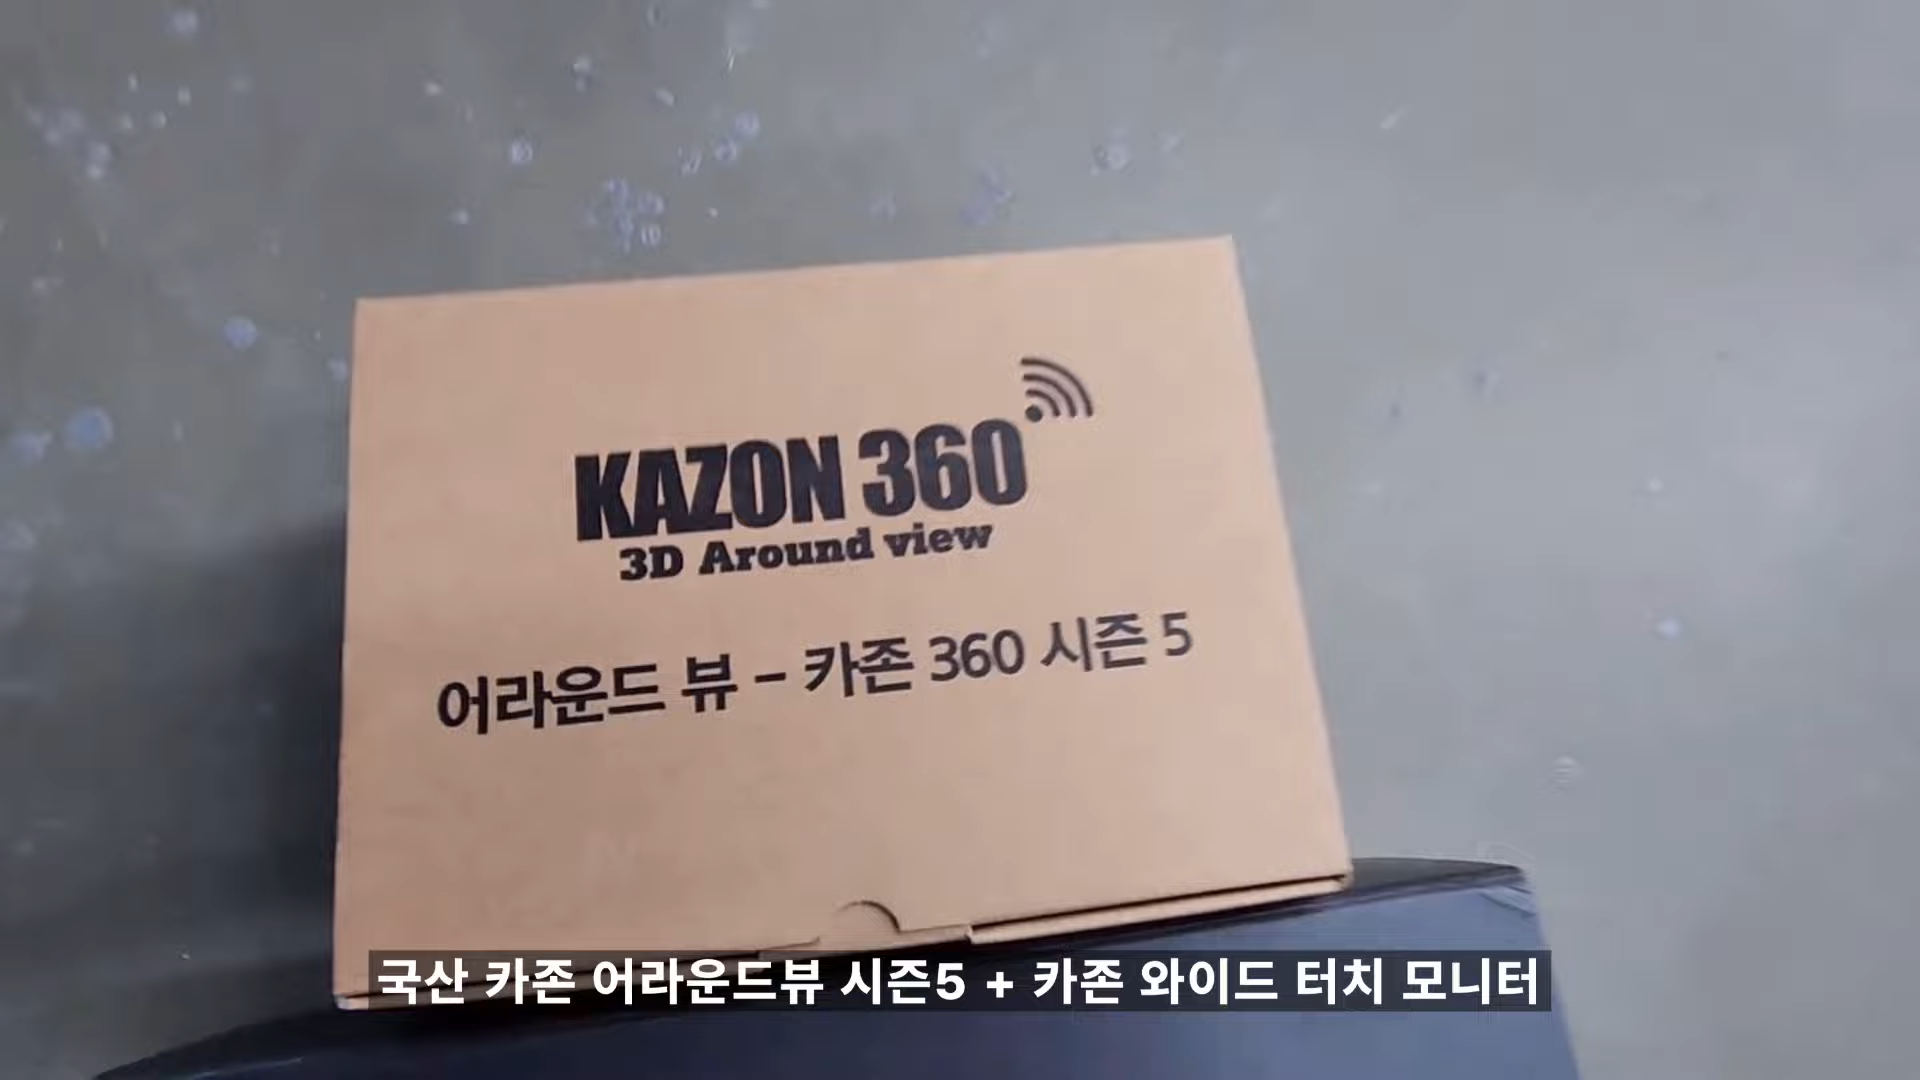 KAZON 360
3D Around view
어라운드 뷰 - 카존 360 시즌 5
국산 카존 어라운드뷰 시즌5 + 카존 와이드 터치 모니터